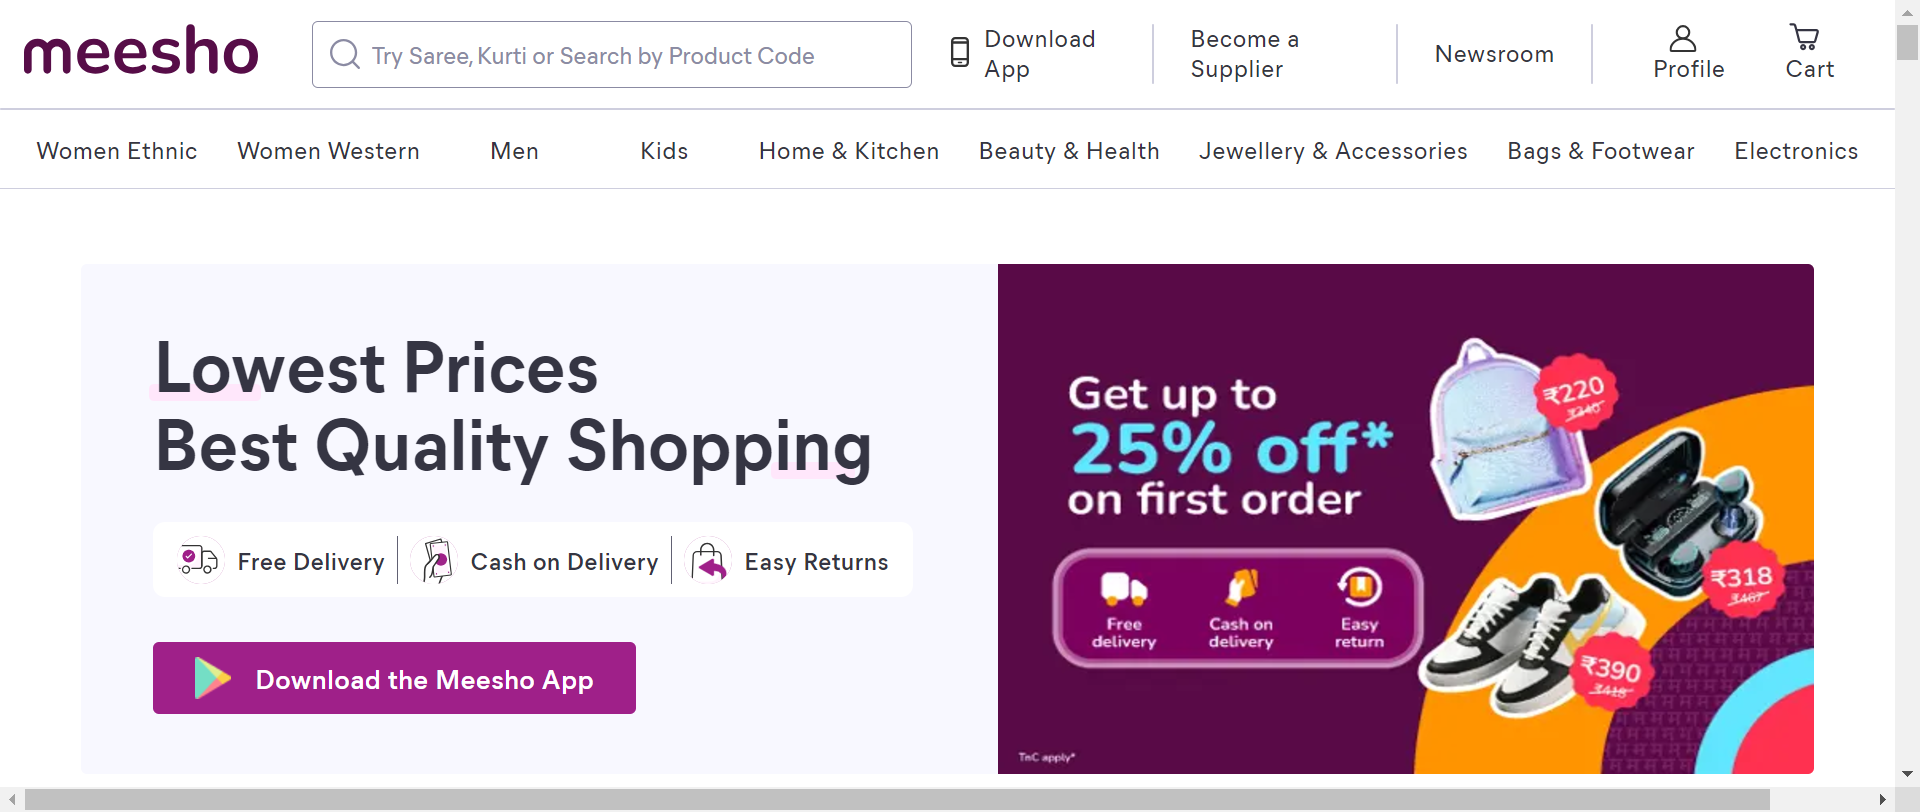 meesho
Try Saree, Kurti or Search by Product Code
Download
App
Become a
Supplier
Newsroom
Profile
Cart
Women Ethnic
Women Western
Men
Kids
Home & Kitchen
Beauty & Health
Jewellery & Accessories
Bags & Footwear
Electronics
Lowest Prices
Best Quality Shopping
Free Delivery
Cash on Delivery
Easy Returns
Download the Meesho App
Get up to
25% off*
on first order
Free
delivery
Cash on
delivery
Easy
return
₹220
₹318
₹467
₹390
₹418
TnC apply*